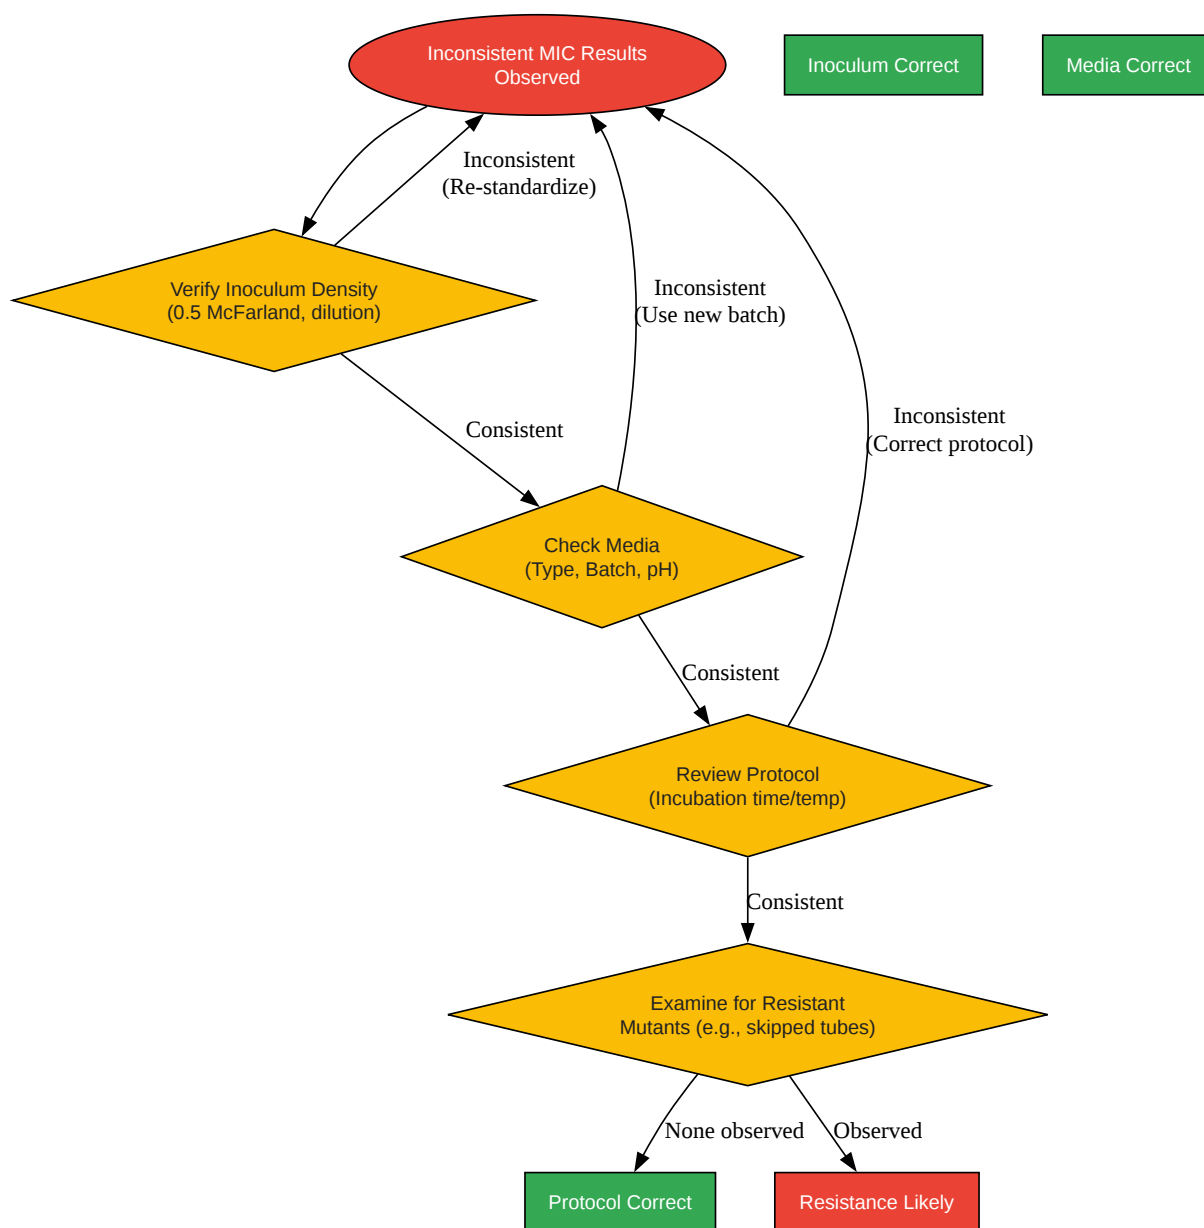 Inconsistent MIC Results
Observed
Inoculum Correct
Media Correct
Inconsistent
(Re-standardize)
Verify Inoculum Density
(0.5 McFarland, dilution)
Inconsistent
(Use new batch)
Consistent
Inconsistent
(Correct protocol)
Check Media
(Type, Batch, pH)
Consistent
Review Protocol
(Incubation time/temp)
Consistent
Examine for Resistant
Mutants (e.g., skipped tubes)
None observed
Observed
Protocol Correct
Resistance Likely